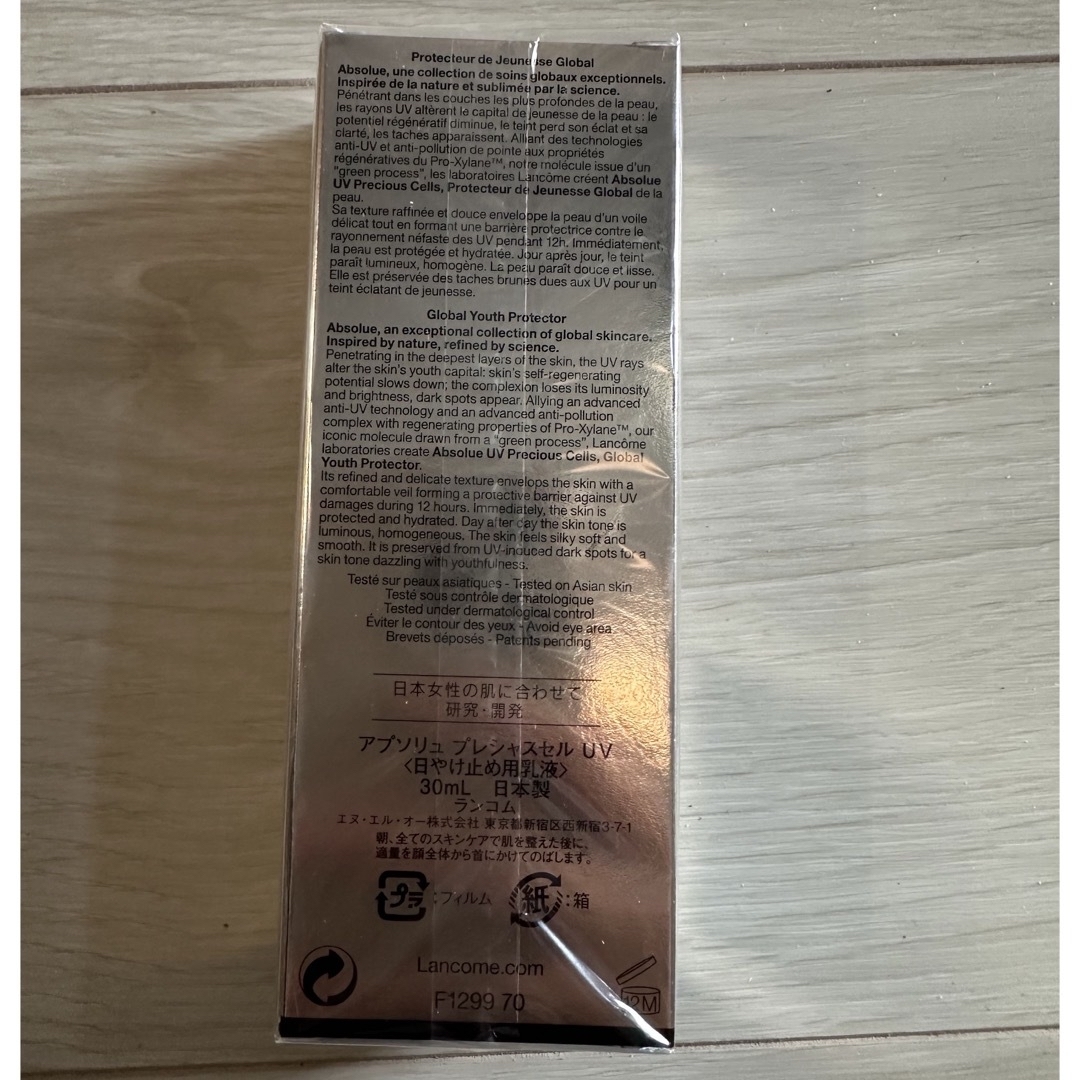 Protecteur de Jeunesse Global
Absolue, une collection de soins globaux exceptionnels.
Inspirée de la nature et sublimée par la science.
Pénétrant dans les couches les plus profondes de la peau,
les rayons UV altèrent le capital de jeunesse de la peau : le
potentiel régénératif diminue, le teint perd son éclat et sa
clarté, les taches apparaissent. Alliant des technologies
anti-UV et anti-pollution de pointe aux propriétés
régénératives du Pro-Xylane™, notre molécule issue d'un
"green process", les laboratoires Lancôme créent Absolue
UV Precious Cells, Protecteur de Jeunesse Global de la
peau.
Sa texture raffinée et douce enveloppe la peau d'un voile
délicat tout en formant une barrière protectrice contre le
rayonnement néfaste des UV pendant 12h. Immédiatement,
la peau est protégée et hydratée. Jour après jour, le teint
paraît lumineux, homogène. La peau paraît douce et lisse.
Elle est préservée des taches brunes dues aux UV pour un
teint éclatant de jeunesse.
Global Youth Protector
Absolue, an exceptional collection of global skincare.
Inspired by nature, refined by science.
Penetrating in the deepest layers of the skin, the UV rays
alter the skin's youth capital: skin's self-regenerating
potential slows down; the complexion loses its luminosity
and brightness, dark spots appear. Allying an advanced
anti-UV technology and an advanced anti-pollution
complex with regenerating properties of Pro-Xylane™, our
iconic molecule drawn from a "green process", Lancôme
laboratories create Absolue UV Precious Cells, Global
Youth Protector.
Its refined and delicate texture envelops the skin with a
comfortable veil forming a protective barrier against UV
damages during 12 hours. Immediately, the skin is
protected and hydrated. Day after day the skin tone is
luminous, homogeneous. The skin feels silky soft and
smooth. It is preserved from UV-induced dark spots for a
skin tone dazzling with youthfulness.
Testé sur peaux asiatiques - Tested on Asian skin
Testé sous contrôle dermatologique
Tested under dermatological control
Éviter le contour des yeux - Avoid eye area
Brevets déposés - Patents pending
日本女性の肌に合わせて
研究・開発
アプソリュ プレシャスセル UV
〈日やけ止め用乳液〉
30mL 日本製
ランコム
エヌ・エル・オー株式会社 東京都新宿区西新宿3-7-1
朝、全てのスキンケアで肌を整えた後に、
適量を顔全体から首にかけてのばします。
プラ:フィルム 紙:箱
Lancome.com
F1299 70
12M